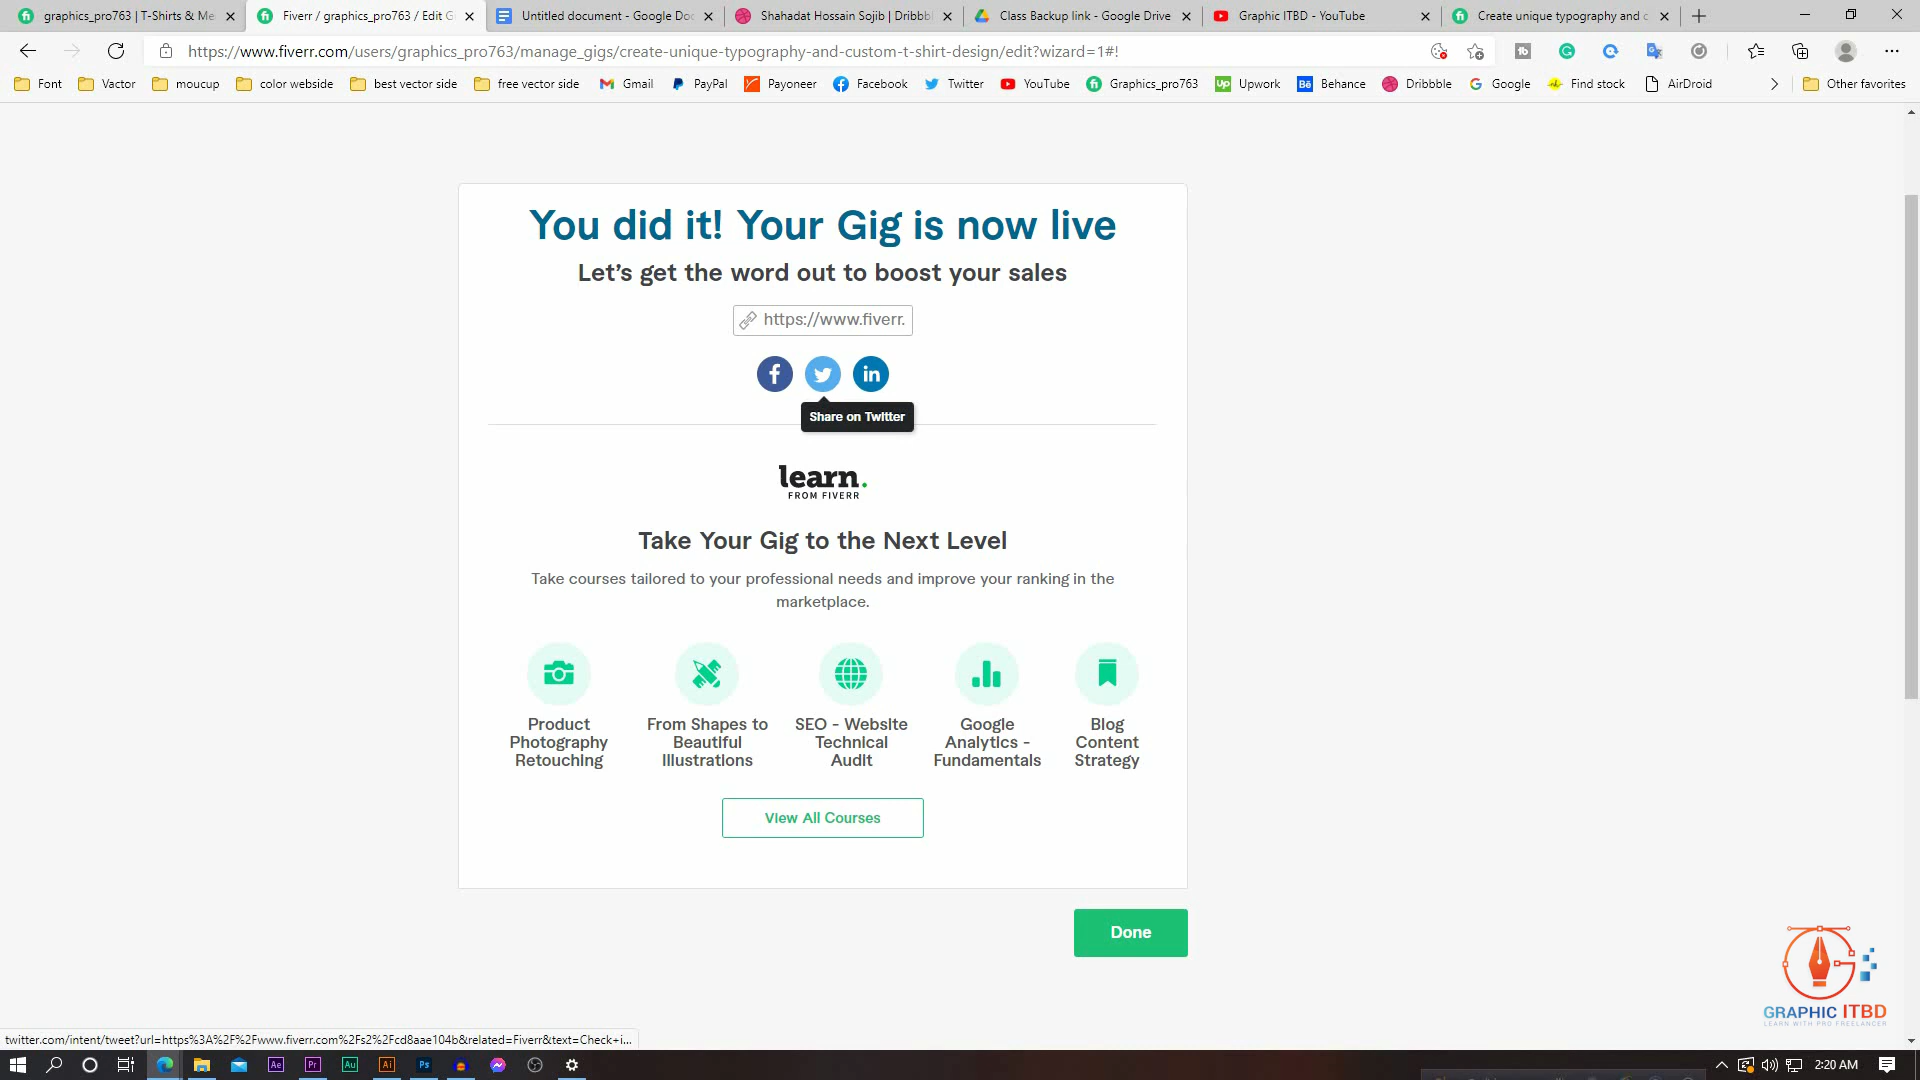 graphics_pro763 | T-Shirts & Me
Fiverr / graphics_pro763 / Edit G
Untitled document - Google Doc
Shahadat Hossain Sojib | Dribbb
Class Backup link - Google Drive
Graphic ITBD - YouTube
Create unique typography and c
https://www.fiverr.com/users/graphics_pro763/manage_gigs/create-unique-typography-and-custom-t-shirt-design/edit?wizard=1#!
Font
Vactor
moucup
color webside
best vector side
free vector side
Gmail
PayPal
Payoneer
Facebook
Twitter
YouTube
Graphics_pro763
Upwork
Behance
Dribbble
Google
Find stock
AirDroid
Other favorites
You did it! Your Gig is now live
Let's get the word out to boost your sales
https://www.fiverr.
Share on Twitter
learn.
FROM FIVERR
Take Your Gig to the Next Level
Take courses tailored to your professional needs and improve your ranking in the
marketplace.
Product
Photography
Retouching
From Shapes to
Beautiful
Illustrations
SEO - Website
Technical
Audit
Google
Analytics -
Fundamentals
Blog
Content
Strategy
View All Courses
Done
GRAPHIC ITBD
LEARN WITH PRO FREELANCER
twitter.com/intent/tweet?url=https%3A%2F%2Fwww.fiverr.com%2Fs2%2Fcd8aae104b&related=Fiverr&text=Check+i...
2:20 AM